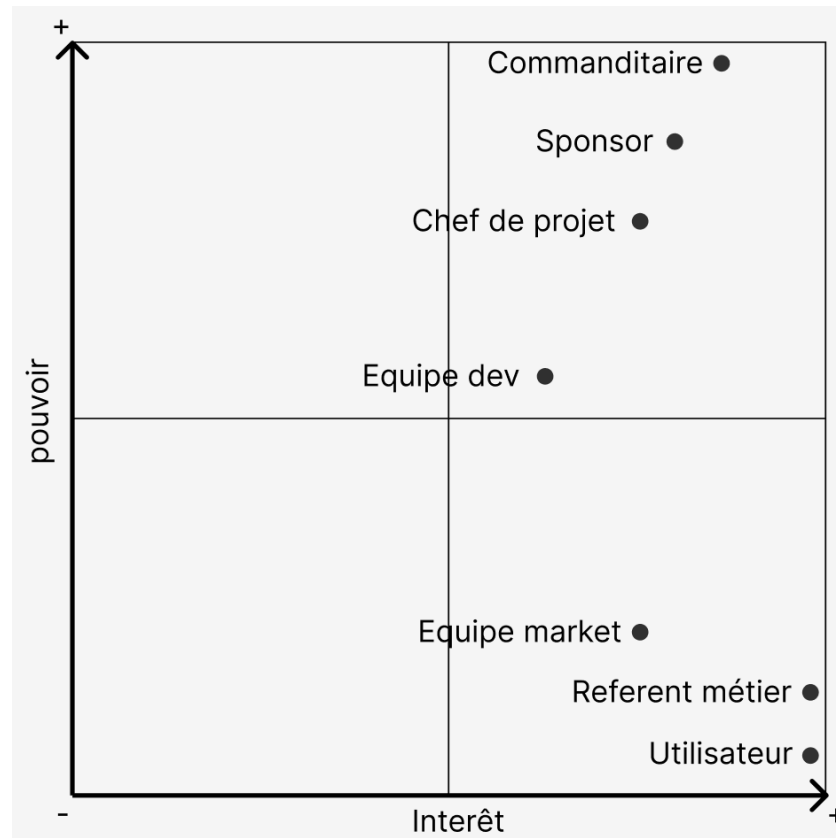 +
Commanditaire
Sponsor
Chef de projet
Equipe dev
pouvoir
Equipe market
Referent métier
Utilisateur
-
Interêt
+